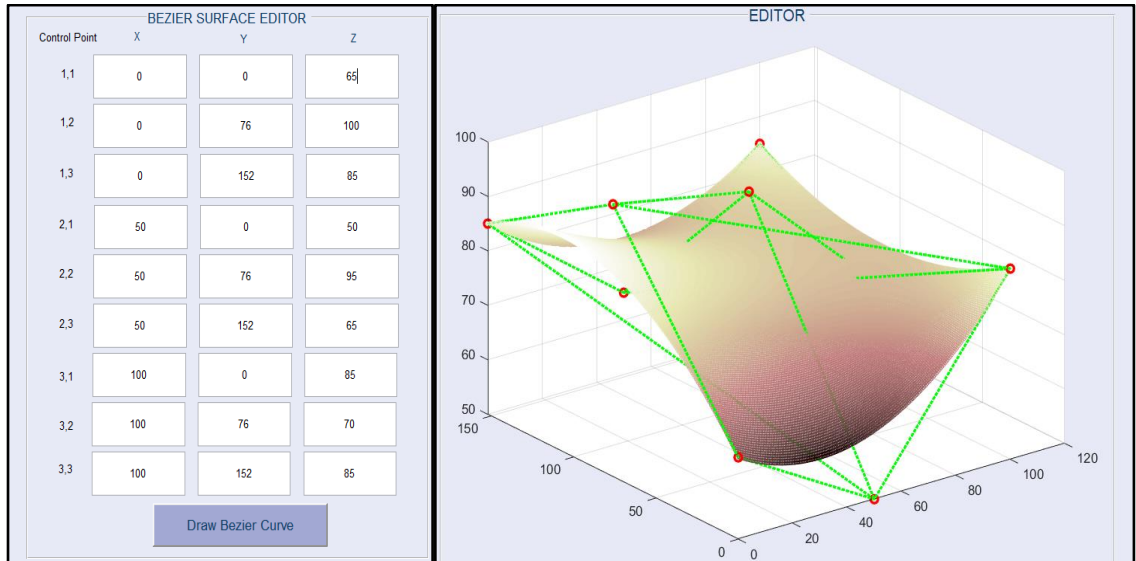 BEZIER SURFACE EDITOR
Control Point X Y Z
1,1 0 0 65
1,2 0 76 100
1,3 0 152 85
2,1 50 0 50
2,2 50 76 95
2,3 50 152 65
3,1 100 0 85
3,2 100 76 70
3,3 100 152 85
Draw Bezier Curve
EDITOR
100
90
80
70
60
50
150
100
50
0
0
20
40
60
80
100
120